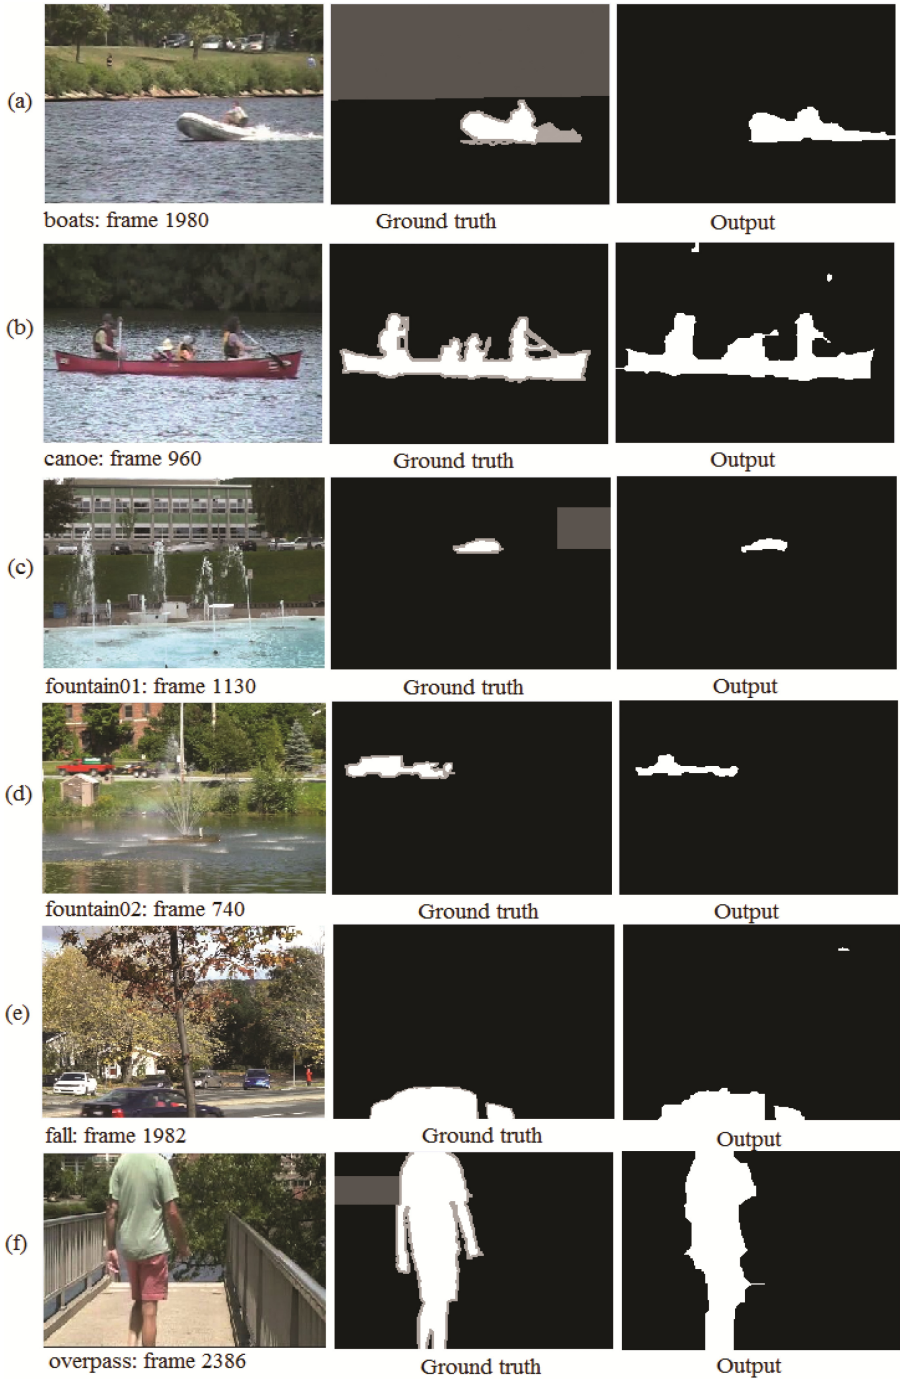 (a)
boats: frame 1980 Ground truth Output
(b)
canoe: frame 960 Ground truth Output
(c)
fountain01: frame 1130 Ground truth Output
(d)
fountain02: frame 740 Ground truth Output
(e)
fall: frame 1982 Ground truth Output
(f)
overpass: frame 2386 Ground truth Output